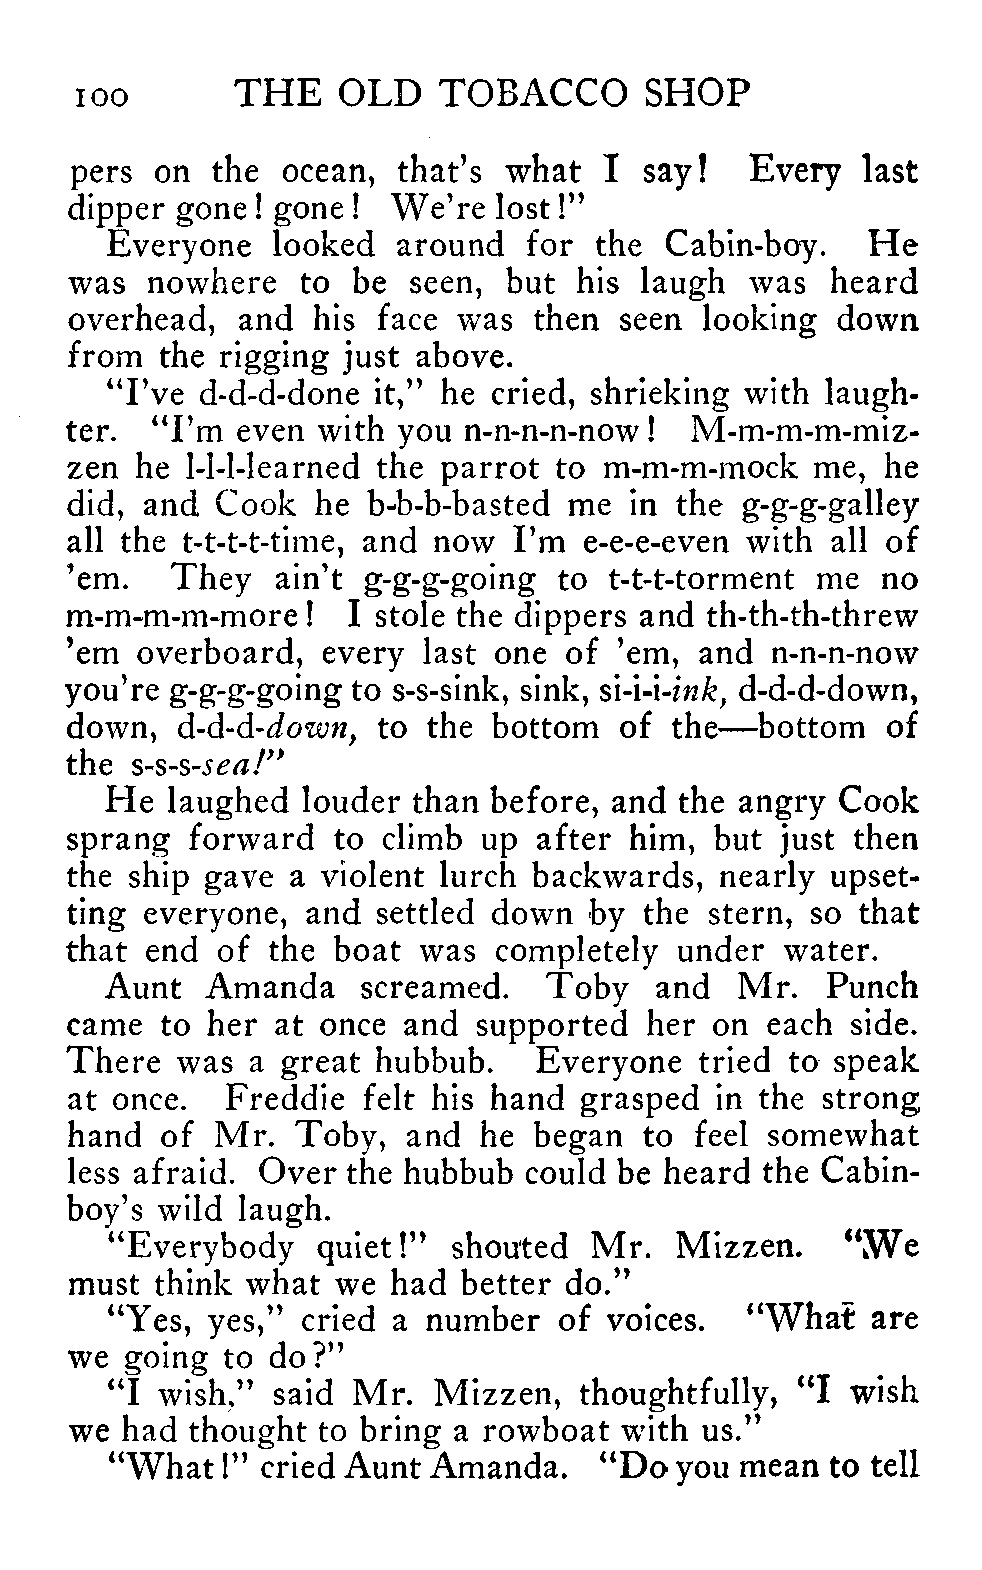 100 THE OLD TOBACCO SHOP
pers on the ocean, that's what I say! Every last
dipper gone! gone! We're lost!"
Everyone looked around for the Cabin-boy. He
was nowhere to be seen, but his laugh was heard
overhead, and his face was then seen looking down
from the rigging just above.
"I've d-d-d-done it," he cried, shrieking with laugh-
ter. "I'm even with you n-n-n-n-now! M-m-m-m-miz-
zen he l-l-l-learned the parrot to m-m-m-mock me, he
did, and Cook he b-b-b-basted me in the g-g-g-galley
all the t-t-t-t-time, and now I'm e-e-e-even with all of
'em. They ain't g-g-g-going to t-t-t-torment me no
m-m-m-m-more! I stole the dippers and th-th-th-threw
'em overboard, every last one of 'em, and n-n-n-now
you're g-g-g-going to s-s-sink, sink, si-i-i-ink, d-d-d-down,
down, d-d-d-down, to the bottom of the—bottom of
the s-s-s-sea!"
He laughed louder than before, and the angry Cook
sprang forward to climb up after him, but just then
the ship gave a violent lurch backwards, nearly upset-
ting everyone, and settled down by the stern, so that
that end of the boat was completely under water.
Aunt Amanda screamed. Toby and Mr. Punch
came to her at once and supported her on each side.
There was a great hubbub. Everyone tried to speak
at once. Freddie felt his hand grasped in the strong
hand of Mr. Toby, and he began to feel somewhat
less afraid. Over the hubbub could be heard the Cabin-
boy's wild laugh.
"Everybody quiet!" shouted Mr. Mizzen. "We
must think what we had better do."
"Yes, yes," cried a number of voices. "What are
we going to do?"
"I wish," said Mr. Mizzen, thoughtfully, "I wish
we had thought to bring a rowboat with us."
"What!" cried Aunt Amanda. "Do you mean to tell